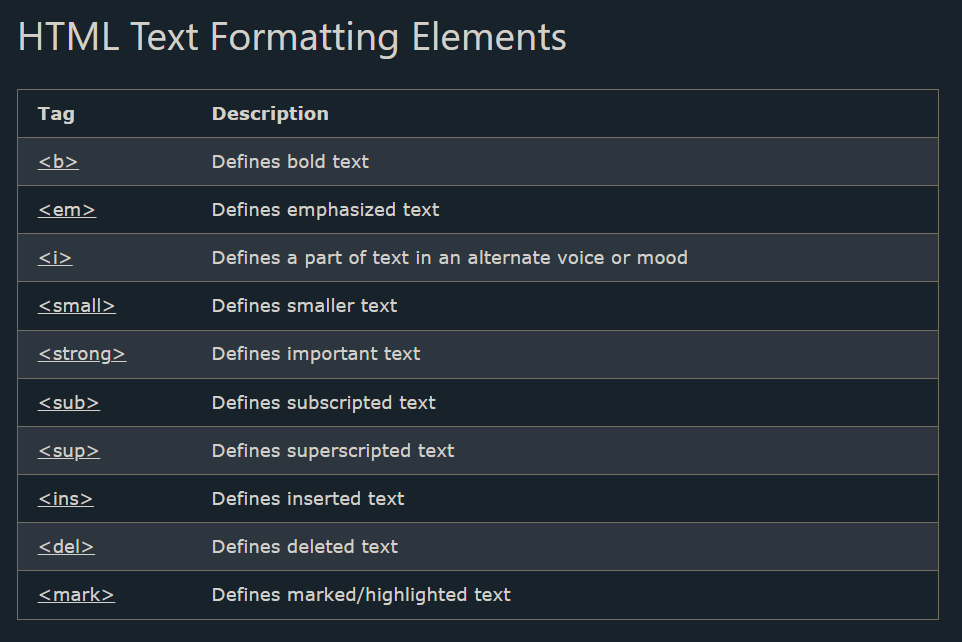 HTML Text Formatting Elements
Tag Description
<b> Defines bold text
<em> Defines emphasized text
<i> Defines a part of text in an alternate voice or mood
<small> Defines smaller text
<strong> Defines important text
<sub> Defines subscripted text
<sup> Defines superscripted text
<ins> Defines inserted text
<del> Defines deleted text
<mark> Defines marked/highlighted text